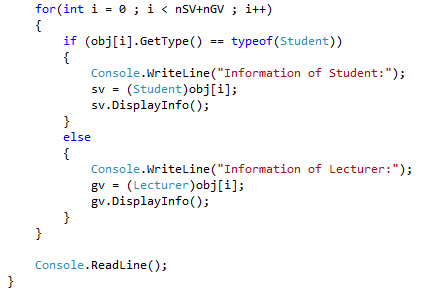 for(int i = 0 ; i < nSV+nGV ; i++)
{
if (obj[i].GetType() == typeof(Student))
{
Console.WriteLine("Information of Student:");
sv = (Student)obj[i];
sv.DisplayInfo();
}
else
{
Console.WriteLine("Information of Lecturer:");
gv = (Lecturer)obj[i];
gv.DisplayInfo();
}
}
Console.ReadLine();
}